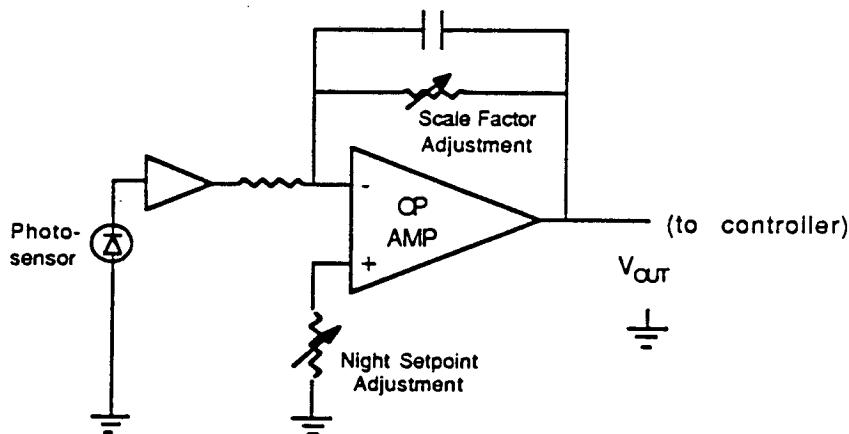 Scale Factor
Adjustment
-
OP
AMP
+
Photo-
sensor
(to controller)
VOUT
Night Setpoint
Adjustment